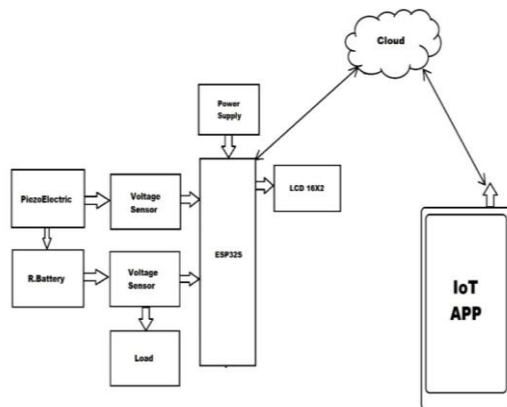 Cloud
Power
Supply
LCD 16X2
PiezoElectric
Voltage
Sensor
ESP32S
R.Battery
Voltage
Sensor
Load
IoT
APP